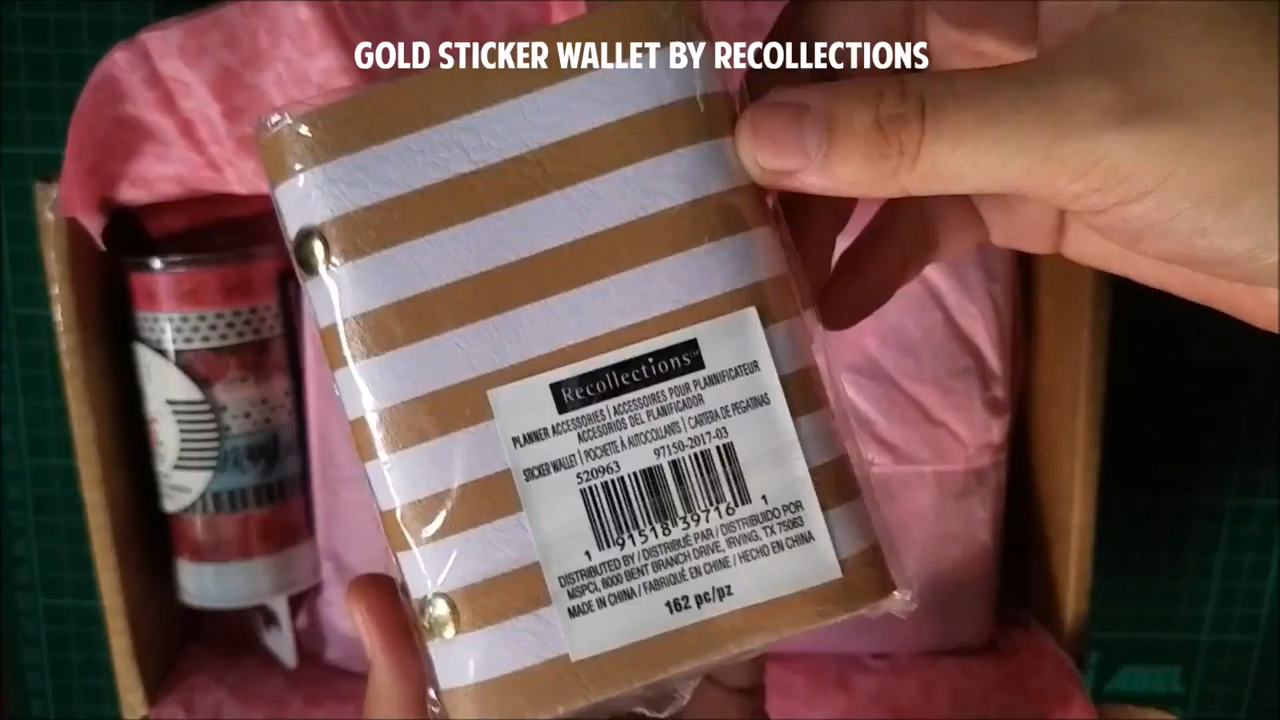 GOLD STICKER WALLET BY RECOLLECTIONS
Recollections™
PLANNER ACCESSORIES | ACCESSOIRES POUR PLANNIFICATEUR
ACCESORIOS DEL PLANIFICADOR
STICKER WALLET | POCHETTE À AUTOCOLLANTS | CARTERA DE PEGATINAS
520963 97150-2017-03
1 91518 39716 1
DISTRIBUTED BY / DISTRIBUÉ PAR / DISTRIBUIDO POR
MSPCI, 8000 BENT BRANCH DRIVE, IRVING, TX 75063
MADE IN CHINA / FABRIQUÉ EN CHINE / HECHO EN CHINA
162 pc/pz